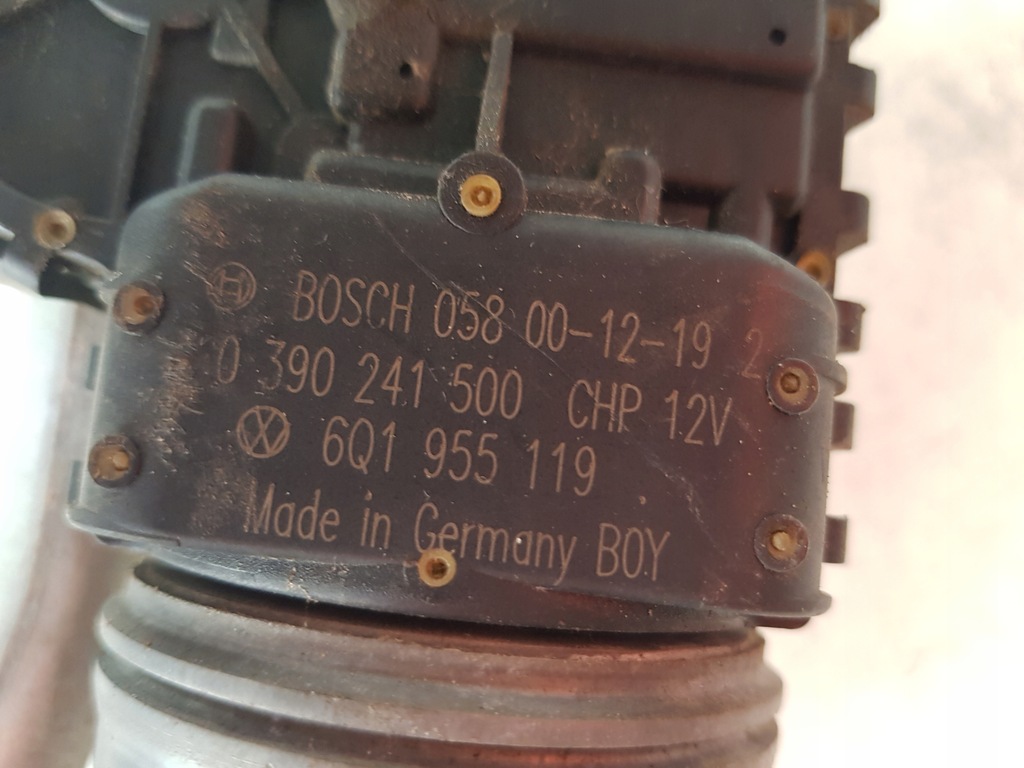 BOSCH 058 00-12-19 2
0 390 241 500 CHP 12V
6Q1 955 119
Made in Germany BOY